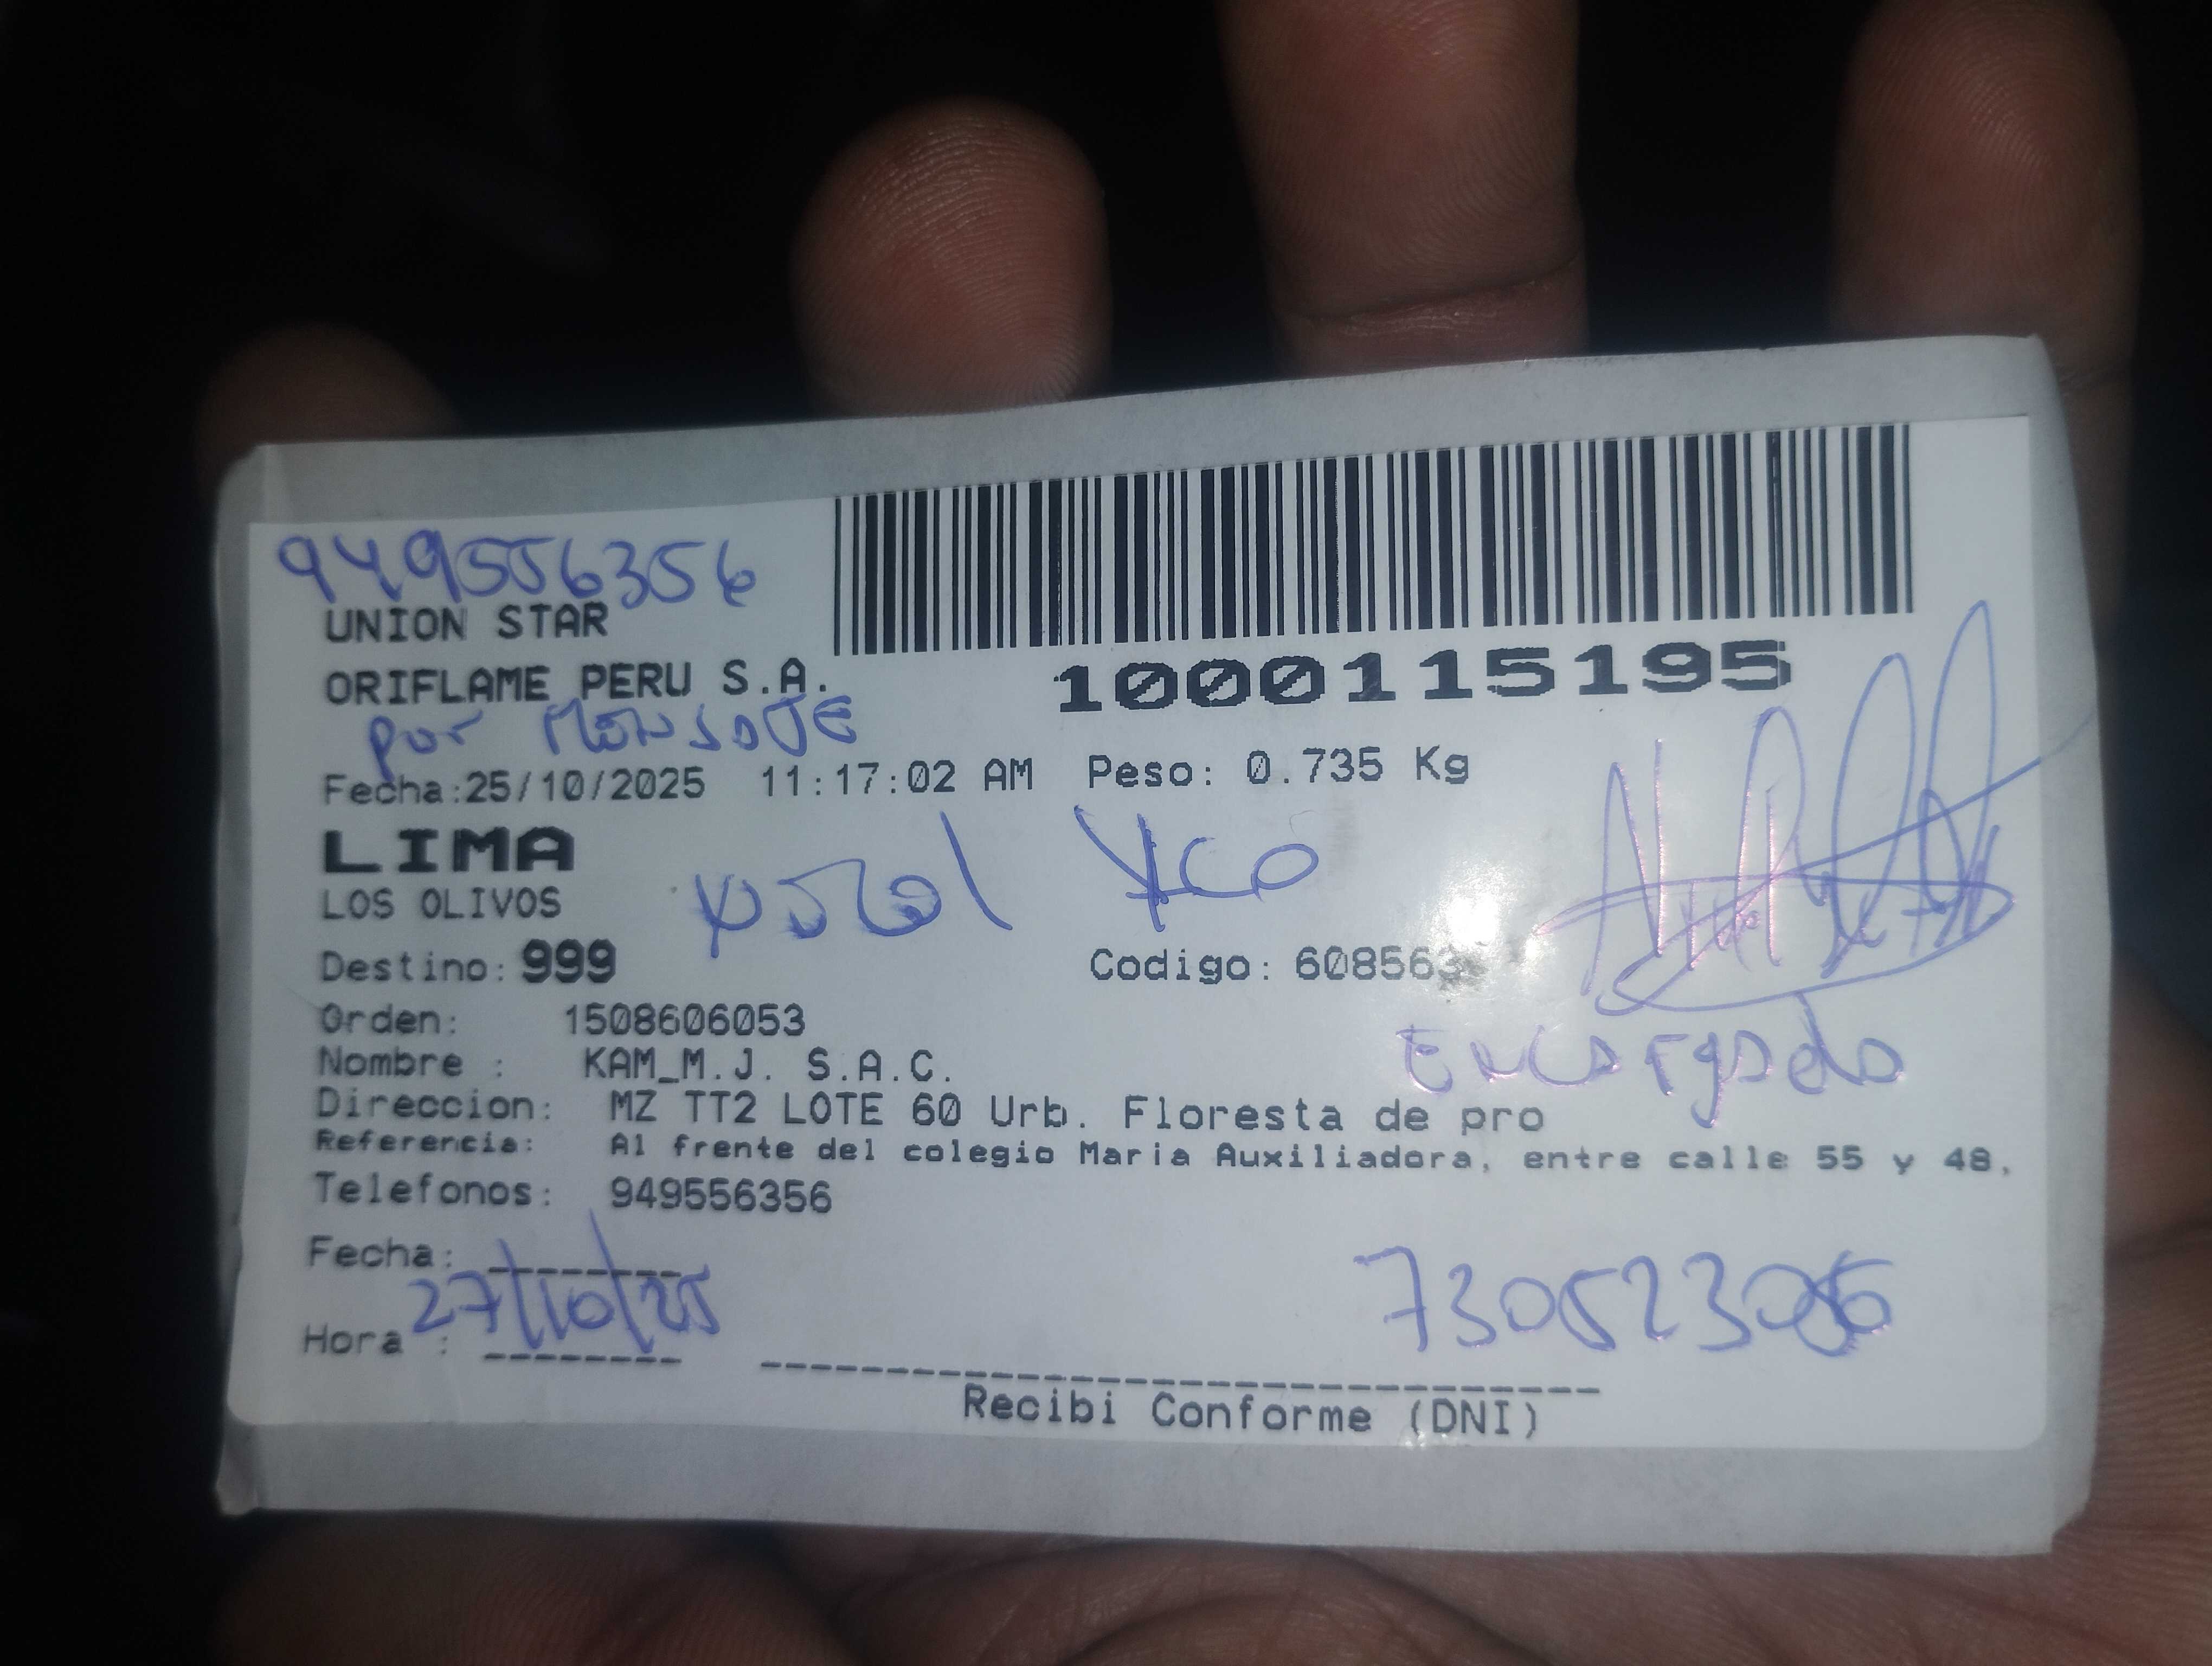 949556356
UNION STAR
ORIFLAME PERU S.A.
1000115195
por MENSAJE
Fecha:25/10/2025 11:17:02 AM Peso: 0.735 Kg
LIMA
LOS OLIVOS
Destino: 999 Codigo: 608563
Orden: 1508606053
Encargado
Nombre : KAM_M.J. S.A.C.
Direccion: MZ TT2 LOTE 60 Urb. Floresta de pro
Referencia: Al frente del colegio Maria Auxiliadora, entre calle 55 y 48,
Telefonos: 949556356
Fecha:
27/10/25
Hora :
Recibi Conforme (DNI)